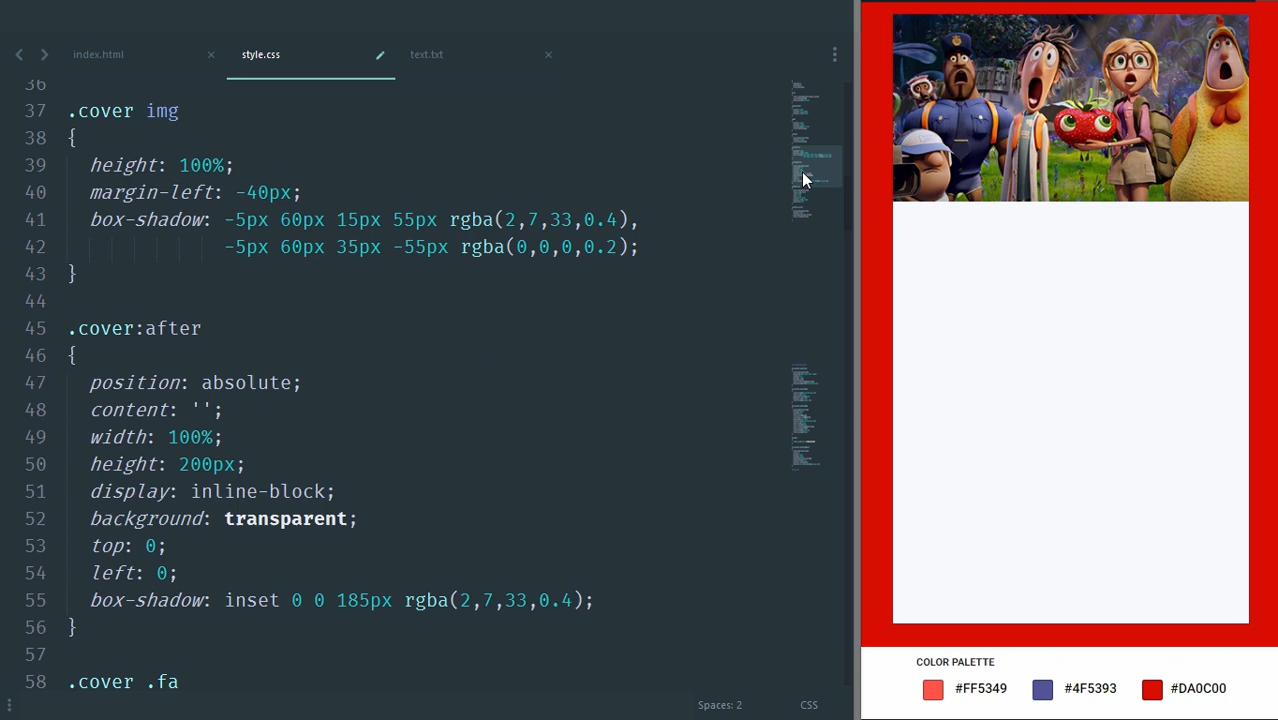 index.html
style.css
text.txt
36
37 .cover img
38 {
39 height: 100%;
40 margin-left: -40px;
41 box-shadow: -5px 60px 15px 55px rgba(2,7,33,0.4),
42 -5px 60px 35px -55px rgba(0,0,0,0.2);
43 }
44
45 .cover:after
46 {
47 position: absolute;
48 content: '';
49 width: 100%;
50 height: 200px;
51 display: inline-block;
52 background: transparent;
53 top: 0;
54 left: 0;
55 box-shadow: inset 0 0 185px rgba(2,7,33,0.4);
56 }
57
58 .cover .fa
Spaces: 2 CSS
COLOR PALETTE
#FF5349 #4F5393 #DA0C00